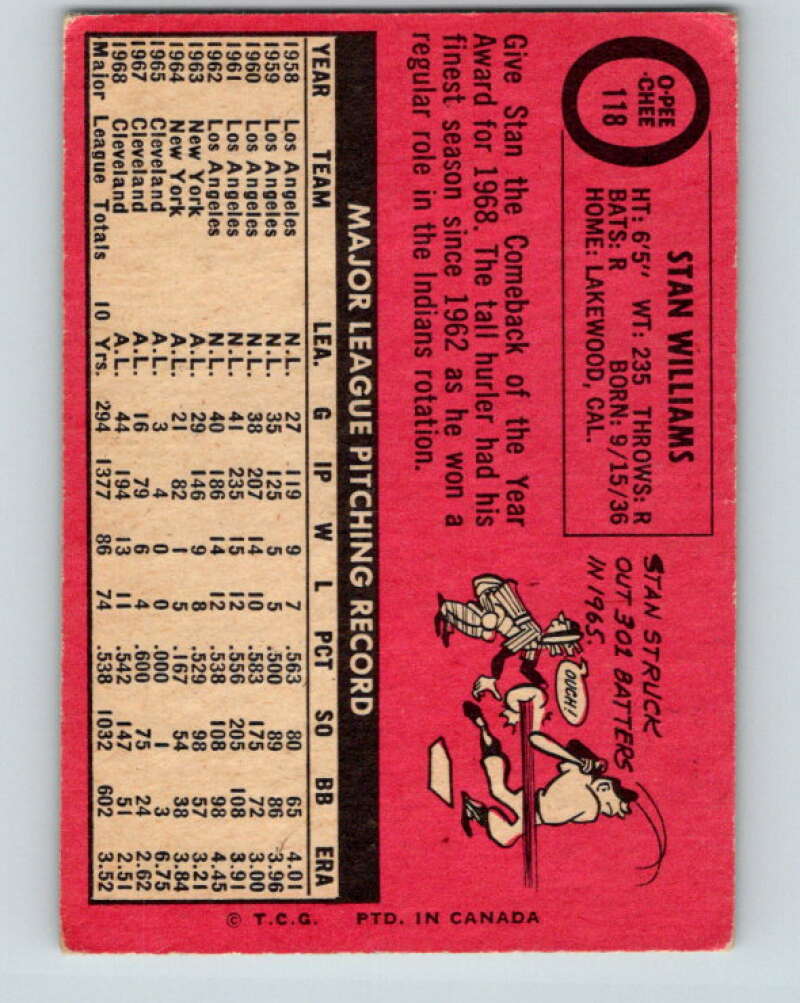 O-PEE
-CHEE
118
STAN WILLIAMS
HT: 6'5" WT: 235 THROWS: R
BATS: R BORN: 9/15/36
HOME: LAKEWOOD, CAL.
Give Stan the Comeback of the Year
Award for 1968. The tall hurler had his
finest season since 1962 as he won a
regular role in the Indians rotation.
STAN STRUCK
OUT 301 BATTERS
IN 1965.
OUCH!
MAJOR LEAGUE PITCHING RECORD
YEAR TEAM LEA. G IP W L PCT SO BB ERA
1958 Los Angeles N.L. 27 119 9 7 .563 80 65 4.01
1959 Los Angeles N.L. 35 125 5 5 .500 89 86 3.96
1960 Los Angeles N.L. 38 207 14 10 .583 175 72 3.00
1961 Los Angeles N.L. 41 235 15 12 .556 205 108 3.91
1962 Los Angeles N.L. 40 186 14 12 .538 108 98 4.45
1963 New York A.L. 29 146 9 8 .529 98 57 3.21
1964 New York A.L. 21 82 1 5 .167 54 38 3.84
1965 Cleveland A.L. 3 4 0 0 .000 1 3 6.75
1967 Cleveland A.L. 16 79 6 4 .600 75 24 2.62
1968 Cleveland A.L. 44 194 13 11 .542 147 51 2.51
Major League Totals 10 Yrs. 294 1377 86 74 .538 1032 602 3.52
© T.C.G. PTD. IN CANADA